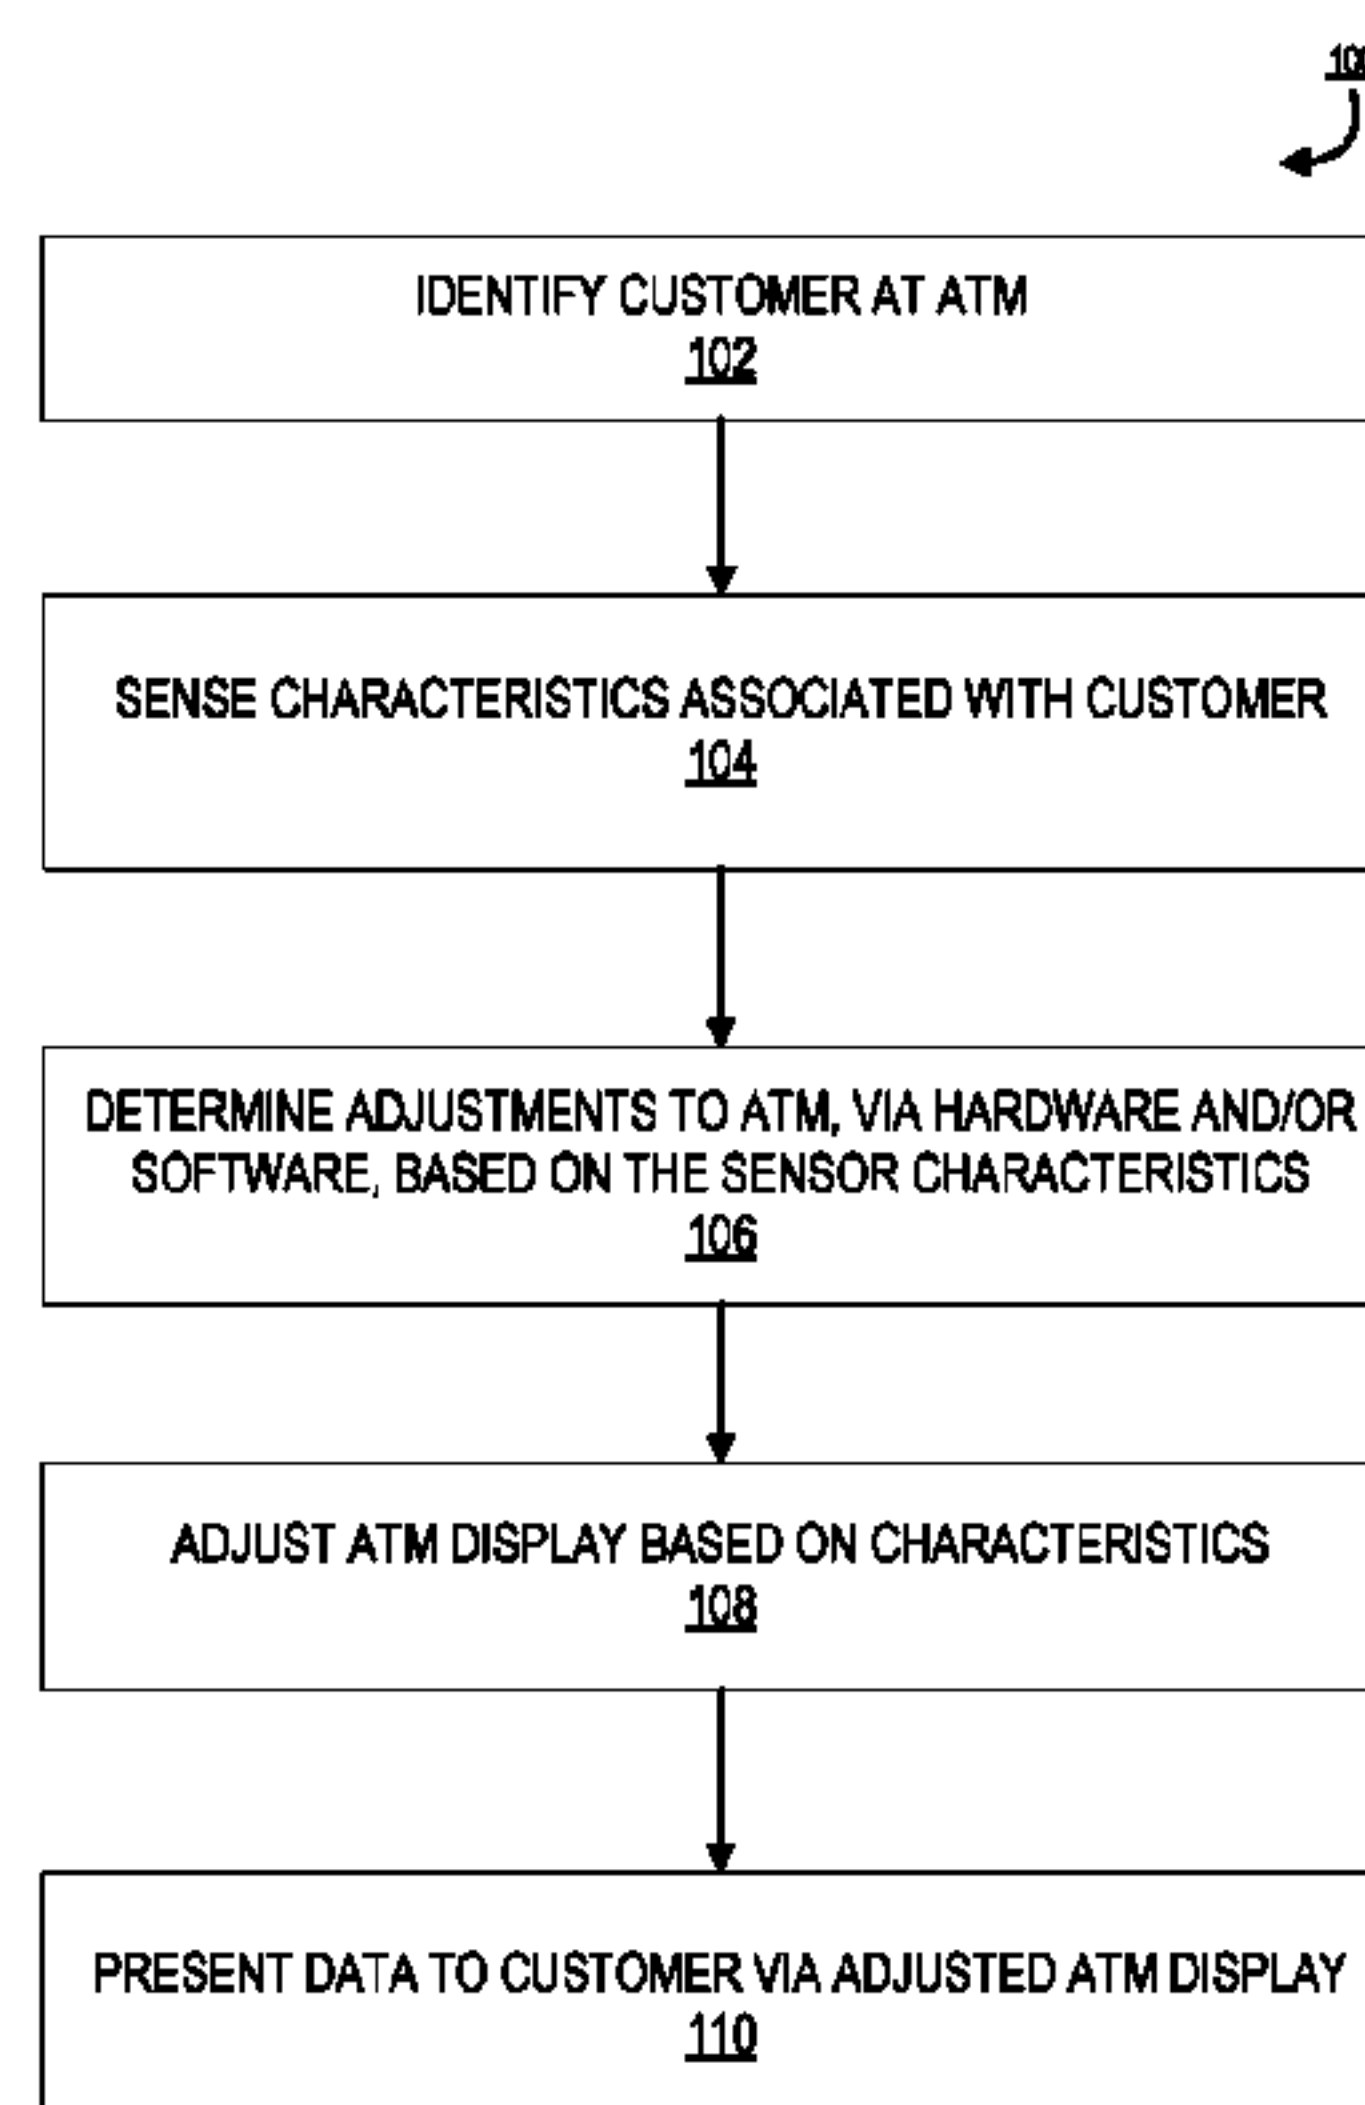 IDENTIFY CUSTOMER AT ATM
102
SENSE CHARACTERISTICS ASSOCIATED WITH CUSTOMER
104
DETERMINE ADJUSTMENTS TO ATM, VIA HARDWARE AND/OR
SOFTWARE, BASED ON THE SENSOR CHARACTERISTICS
106
ADJUST ATM DISPLAY BASED ON CHARACTERISTICS
108
PRESENT DATA TO CUSTOMER VIA ADJUSTED ATM DISPLAY
110